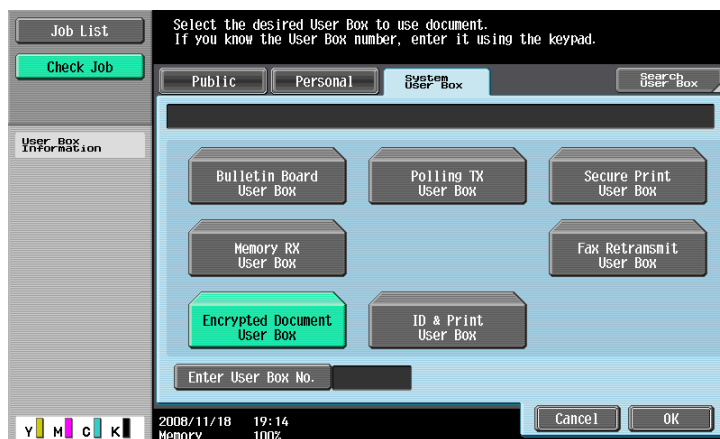 Job List
Check Job
Select the desired User Box to use document.
If you know the User Box number, enter it using the keypad.
Public
Personal
System
User Box
Search
User Box
User Box
Information
Bulletin Board
User Box
Polling TX
User Box
Secure Print
User Box
Memory RX
User Box
Fax Retransmit
User Box
Encrypted Document
User Box
ID & Print
User Box
Enter User Box No.
Cancel
OK
Y M C K
2008/11/18 19:14
Memory 100%